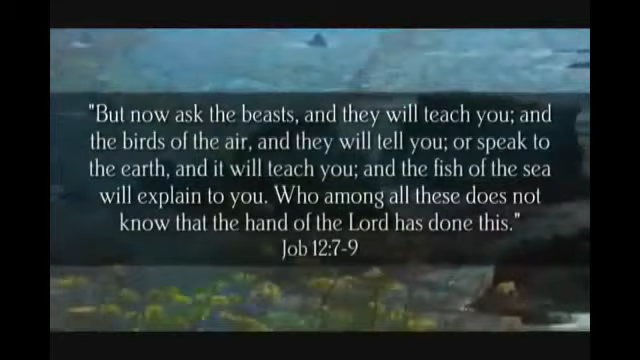 "But now ask the beasts, and they will teach you; and
the birds of the air, and they will tell you; or speak to
the earth, and it will teach you; and the fish of the sea
will explain to you. Who among all these does not
know that the hand of the Lord has done this."
Job 12:7-9